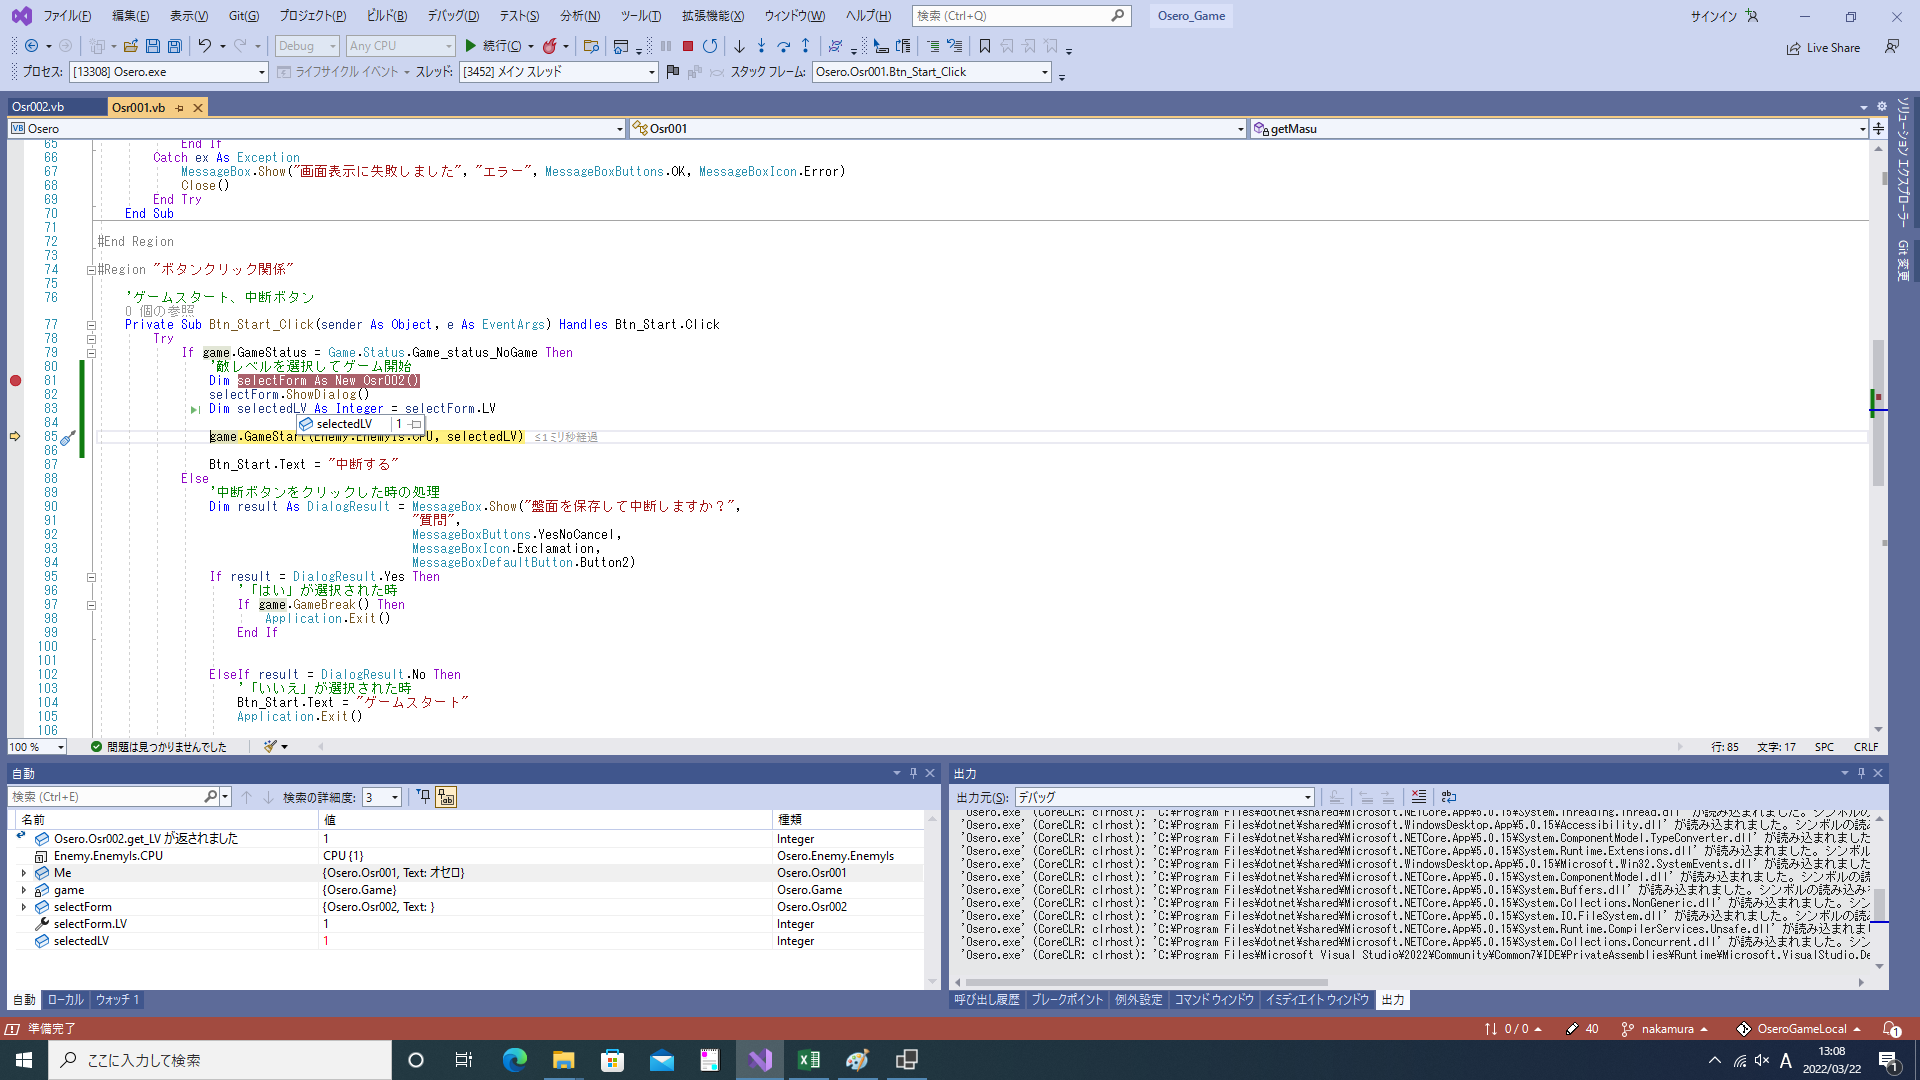 ファイル(F) 編集(E) 表示(V) Git(G) プロジェクト(P) ビルド(B) デバッグ(D) テスト(S) 分析(N) ツール(T) 拡張機能(X) ウィンドウ(W) ヘルプ(H) 検索 (Ctrl+Q) Osero_Game サインイン
Debug Any CPU 続行(C) Live Share
プロセス: [13308] Osero.exe ライフサイクル イベント スレッド: [3452] メイン スレッド スタック フレーム: Osero.Osr001.Btn_Start_Click
Osr002.vb Osr001.vb
VB Osero Osr001 getMasu
65 End If
66 Catch ex As Exception
67 MessageBox.Show("画面表示に失敗しました", "エラー", MessageBoxButtons.OK, MessageBoxIcon.Error)
68 Close()
69 End Try
70 End Sub
71
72 #End Region
73
74 #Region "ボタンクリック関係"
75
76 'ゲームスタート、中断ボタン
0 個の参照
77 Private Sub Btn_Start_Click(sender As Object, e As EventArgs) Handles Btn_Start.Click
78 Try
79 If game.GameStatus = Game.Status.Game_status_NoGame Then
80 '敵レベルを選択してゲーム開始
81 Dim selectForm As New Osr002()
82 selectForm.ShowDialog()
83 Dim selectedLV As Integer = selectForm.LV
84 selectedLV 1
85 game.GameStart(Enemy.EnemyIs.CPU, selectedLV) ≤1ミリ秒経過
86
87 Btn_Start.Text = "中断する"
88 Else
89 '中断ボタンをクリックした時の処理
90 Dim result As DialogResult = MessageBox.Show("盤面を保存して中断しますか？",
91 "質問",
92 MessageBoxButtons.YesNoCancel,
93 MessageBoxIcon.Exclamation,
94 MessageBoxDefaultButton.Button2)
95 If result = DialogResult.Yes Then
96 '「はい」が選択された時
97 If game.GameBreak() Then
98 Application.Exit()
99 End If
100
101
102 ElseIf result = DialogResult.No Then
103 '「いいえ」が選択された時
104 Btn_Start.Text = "ゲームスタート"
105 Application.Exit()
106
100 % 問題は見つかりませんでした 行: 85 文字: 17 SPC CRLF
自動
検索 (Ctrl+E) 検索の詳細度: 3
名前 値 種類
Osero.Osr002.get_LV が返されました 1 Integer
Enemy.EnemyIs.CPU CPU {1} Osero.Enemy.EnemyIs
Me {Osero.Osr001, Text: オセロ} Osero.Osr001
game {Osero.Game} Osero.Game
selectForm {Osero.Osr002, Text: } Osero.Osr002
selectForm.LV 1 Integer
selectedLV 1 Integer
自動 ローカル ウォッチ 1
出力
出力元(S): デバッグ
'Osero.exe' (CoreCLR: clrhost): 'C:¥Program Files¥dotnet¥shared¥Microsoft.NETCore.App¥5.0.15¥System.Threading.Thread.dll' が読み込まれました。シンボルの
'Osero.exe' (CoreCLR: clrhost): 'C:¥Program Files¥dotnet¥shared¥Microsoft.WindowsDesktop.App¥5.0.15¥Accessibility.dll' が読み込まれました。シンボルの読
'Osero.exe' (CoreCLR: clrhost): 'C:¥Program Files¥dotnet¥shared¥Microsoft.NETCore.App¥5.0.15¥System.ComponentModel.TypeConverter.dll' が読み込まれました
'Osero.exe' (CoreCLR: clrhost): 'C:¥Program Files¥dotnet¥shared¥Microsoft.NETCore.App¥5.0.15¥System.Runtime.Extensions.dll' が読み込まれました。シンボル
'Osero.exe' (CoreCLR: clrhost): 'C:¥Program Files¥dotnet¥shared¥Microsoft.WindowsDesktop.App¥5.0.15¥Microsoft.Win32.SystemEvents.dll' が読み込まれました
'Osero.exe' (CoreCLR: clrhost): 'C:¥Program Files¥dotnet¥shared¥Microsoft.NETCore.App¥5.0.15¥System.ComponentModel.dll' が読み込まれました。シンボルの
'Osero.exe' (CoreCLR: clrhost): 'C:¥Program Files¥dotnet¥shared¥Microsoft.NETCore.App¥5.0.15¥System.Buffers.dll' が読み込まれました。シンボルの読み込み
'Osero.exe' (CoreCLR: clrhost): 'C:¥Program Files¥dotnet¥shared¥Microsoft.NETCore.App¥5.0.15¥System.Collections.NonGeneric.dll' が読み込まれました。シン
'Osero.exe' (CoreCLR: clrhost): 'C:¥Program Files¥dotnet¥shared¥Microsoft.NETCore.App¥5.0.15¥System.IO.FileSystem.dll' が読み込まれました。シンボルの
'Osero.exe' (CoreCLR: clrhost): 'C:¥Program Files¥dotnet¥shared¥Microsoft.NETCore.App¥5.0.15¥System.Runtime.CompilerServices.Unsafe.dll' が読み込まれまし
'Osero.exe' (CoreCLR: clrhost): 'C:¥Program Files¥dotnet¥shared¥Microsoft.NETCore.App¥5.0.15¥System.Collections.Concurrent.dll' が読み込まれました。シン
'Osero.exe' (CoreCLR: clrhost): 'C:¥Program Files¥Microsoft Visual Studio¥2022¥Community¥Common7¥IDE¥PrivateAssemblies¥Runtime¥Microsoft.VisualStudio.De
呼び出し履歴 ブレークポイント 例外設定 コマンド ウィンドウ イミディエイト ウィンドウ 出力
ソリューション エクスプローラー
Git 変更
準備完了 0 / 0 40 nakamura OseroGameLocal 1
ここに入力して検索 A 13:08
2022/03/22 1